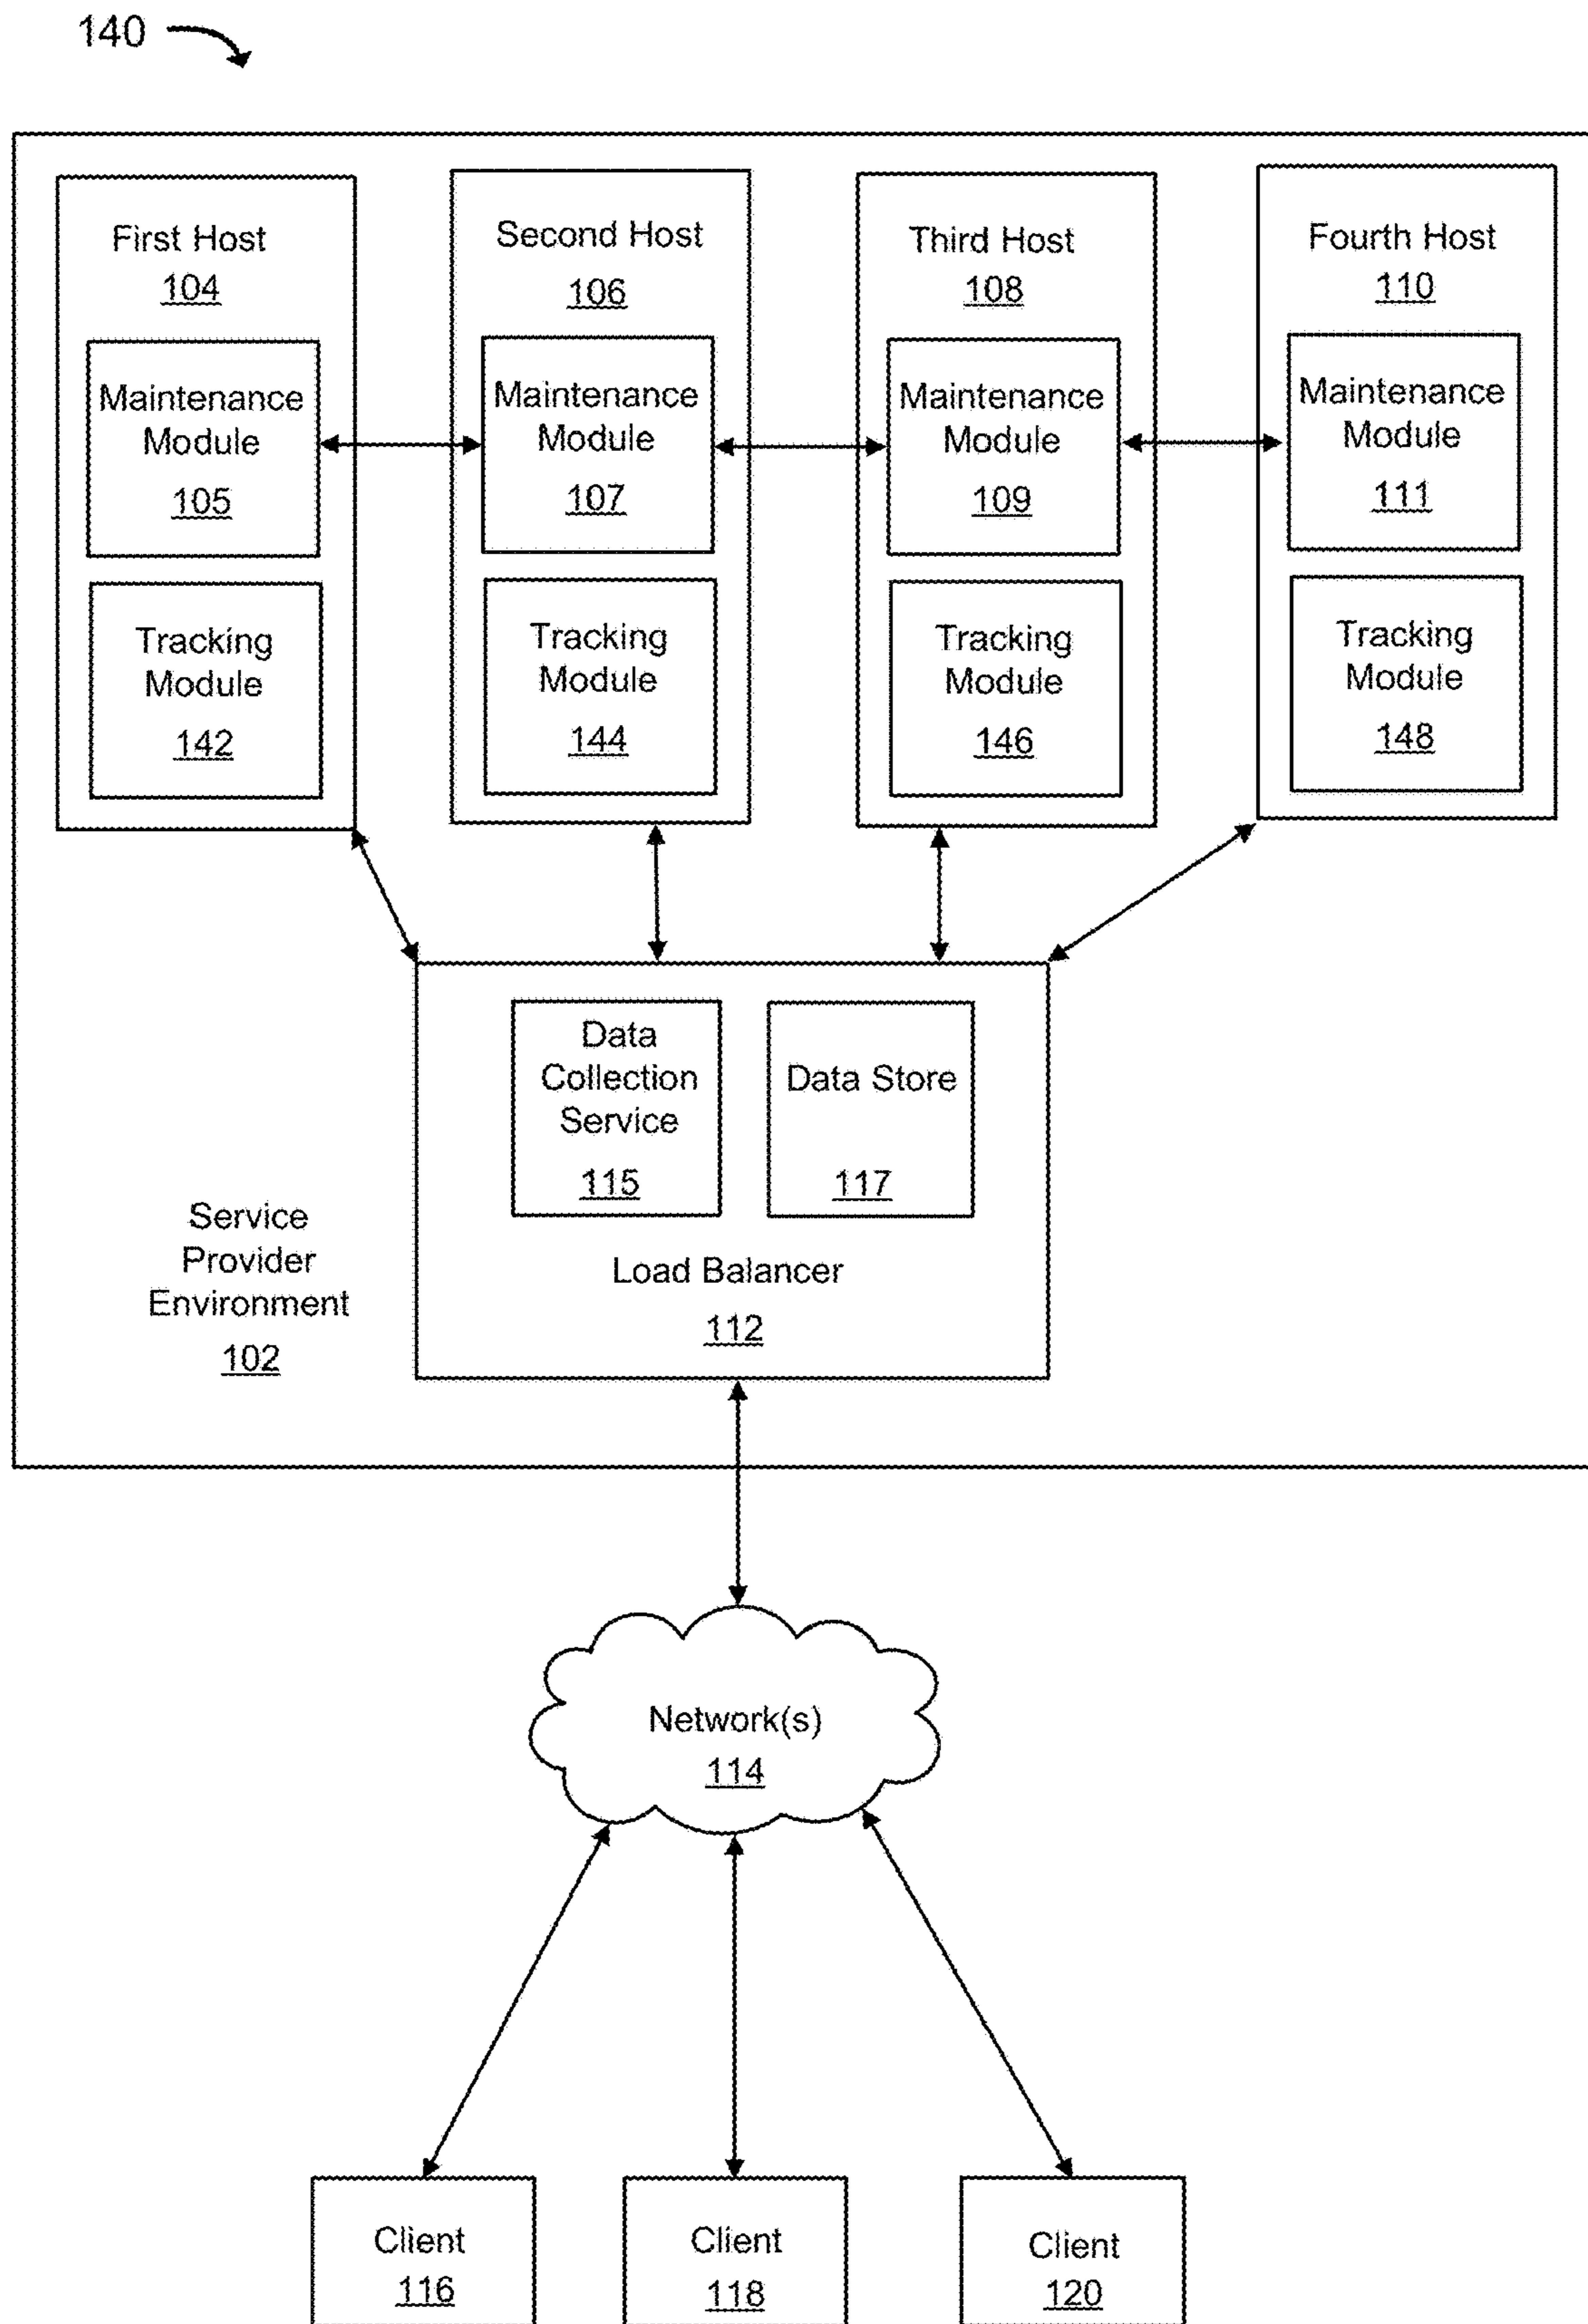 140
First Host
104
Maintenance
Module
105
Tracking
Module
142
Second Host
106
Maintenance
Module
107
Tracking
Module
144
Third Host
108
Maintenance
Module
109
Tracking
Module
146
Fourth Host
110
Maintenance
Module
111
Tracking
Module
148
Data
Collection
Service
115
Data Store
117
Load Balancer
112
Service
Provider
Environment
102
Network(s)
114
Client
116
Client
118
Client
120